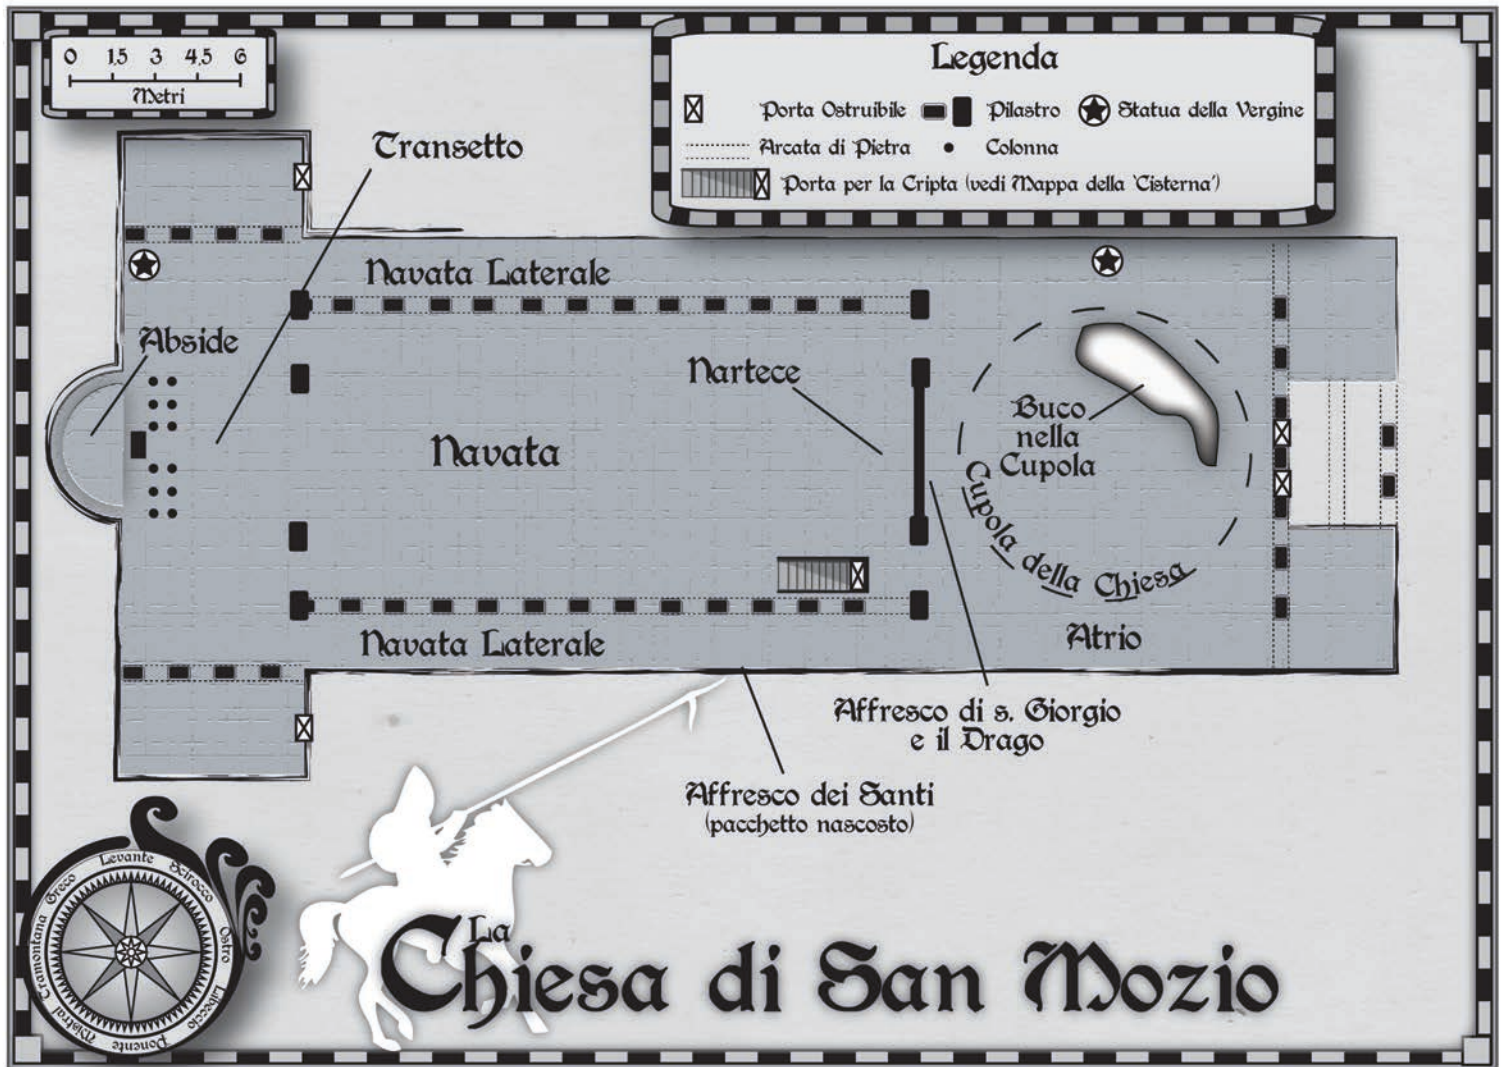 0 1,5 3 4,5 6
Metri
Legenda
Porta Ostruibile
Pilastro
Statua della Vergine
Arcata di Pietra
Colonna
Porta per la Cripta (vedi Mappa della 'Cisterna')
Transetto
Navata Laterale
Abside
Nartece
Navata
Buco
nella
Cupola
Cupola della Chiesa
Navata Laterale
Atrio
Affresco di s. Giorgio
e il Drago
Affresco dei Santi
(pacchetto nascosto)
Levante
Scirocco
Ostro
Libeccio
Ponente
Mistral
Tramontana
Greco
La
Chiesa di San Mozio